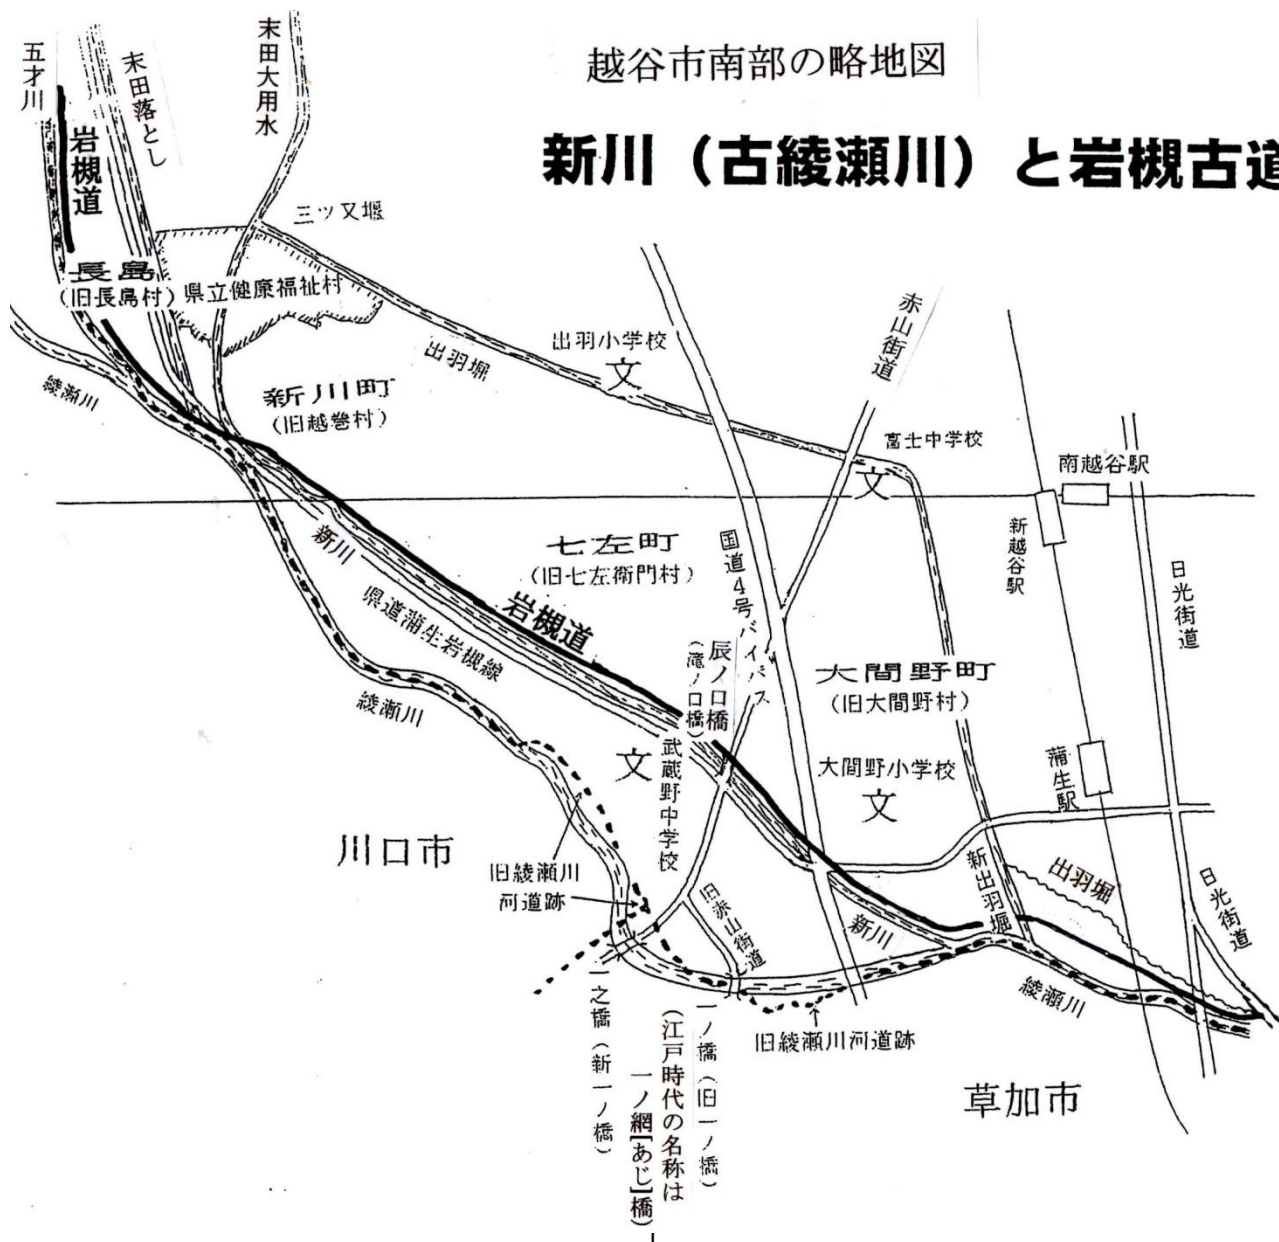 越谷市南部の略地図
新川（古綾瀬川）と岩槻古道
五才川
末田落とし
末田大用水
岩槻道
三ツ又堰
長島
（旧長島村）
県立健康福祉村
綾瀬川
新川町
（旧越巻村）
出羽堀
出羽小学校
文
赤山街道
富士中学校
文
南越谷駅
新越谷駅
日光街道
新川
七左町
（旧七左衛門村）
国道4号バイパス
県道蒲生岩槻線
岩槻道
辰ノ口橋
（滝ノ口橋）
大間野町
（旧大間野村）
綾瀬川
文
武蔵野中学校
大間野小学校
文
蒲生駅
川口市
旧綾瀬川
河道跡
旧赤山街道
新川
新出羽堀
出羽堀
日光街道
綾瀬川
一之橋（新一ノ橋）
一ノ橋（旧一ノ橋）
（江戸時代の名称は
一ノ網[あじ]橋）
旧綾瀬川河道跡
草加市